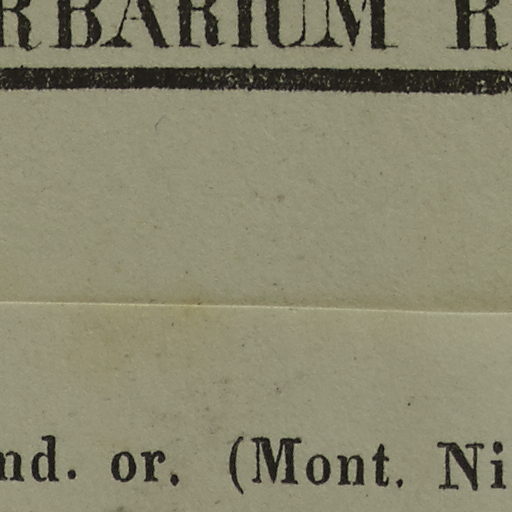 RBARIUM R
nd. or. (Mont. Ni